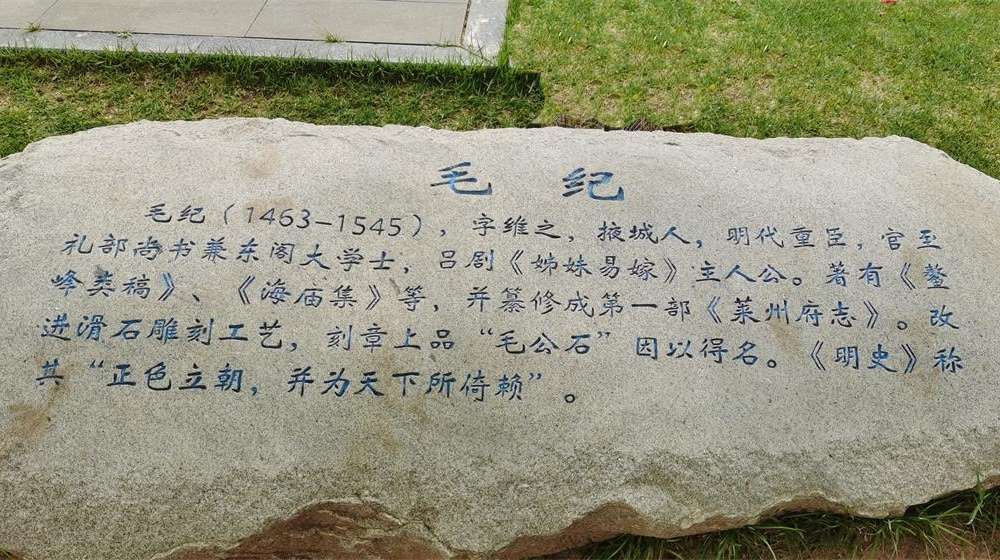 毛纪
毛纪（1463-1545），字维之，掖城人，明代重臣，官至
礼部尚书兼东阁大学士，吕剧《姊妹易嫁》主人公。著有《鳌
峰类稿》、《海庙集》等，并纂修成第一部《莱州府志》。改
进滑石雕刻工艺，刻章上品“毛公石”因以得名。《明史》称
其“正色立朝，并为天下所倚赖”。